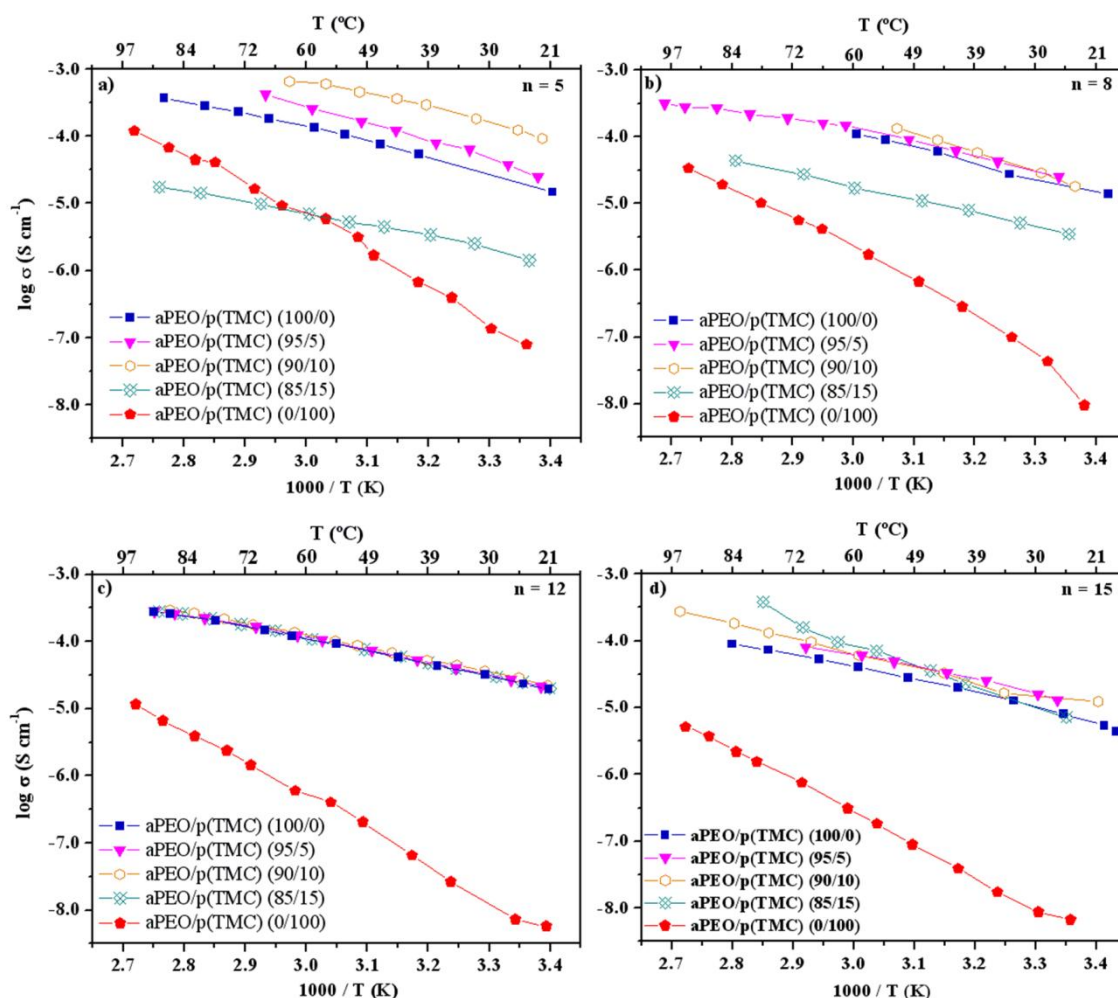 T (ºC)
97 84 72 60 49 39 30 21
a)
n = 5
-3.0
-4.0
-5.0
-6.0
-7.0
-8.0
log σ (S cm-1)
aPEO/p(TMC) (100/0)
aPEO/p(TMC) (95/5)
aPEO/p(TMC) (90/10)
aPEO/p(TMC) (85/15)
aPEO/p(TMC) (0/100)
2.7 2.8 2.9 3.0 3.1 3.2 3.3 3.4
1000 / T (K)
T (ºC)
97 84 72 60 49 39 30 21
b)
n = 8
-3.0
-4.0
-5.0
-6.0
-7.0
-8.0
aPEO/p(TMC) (100/0)
aPEO/p(TMC) (95/5)
aPEO/p(TMC) (90/10)
aPEO/p(TMC) (85/15)
aPEO/p(TMC) (0/100)
2.7 2.8 2.9 3.0 3.1 3.2 3.3 3.4
1000 / T (K)
T (ºC)
97 84 72 60 49 39 30 21
c)
n = 12
-3.0
-4.0
-5.0
-6.0
-7.0
-8.0
log σ (S cm-1)
aPEO/p(TMC) (100/0)
aPEO/p(TMC) (95/5)
aPEO/p(TMC) (90/10)
aPEO/p(TMC) (85/15)
aPEO/p(TMC) (0/100)
2.7 2.8 2.9 3.0 3.1 3.2 3.3 3.4
1000 / T (K)
T (ºC)
97 84 72 60 49 39 30 21
d)
n = 15
-3.0
-4.0
-5.0
-6.0
-7.0
-8.0
aPEO/p(TMC) (100/0)
aPEO/p(TMC) (95/5)
aPEO/p(TMC) (90/10)
aPEO/p(TMC) (85/15)
aPEO/p(TMC) (0/100)
2.7 2.8 2.9 3.0 3.1 3.2 3.3 3.4
1000 / T (K)